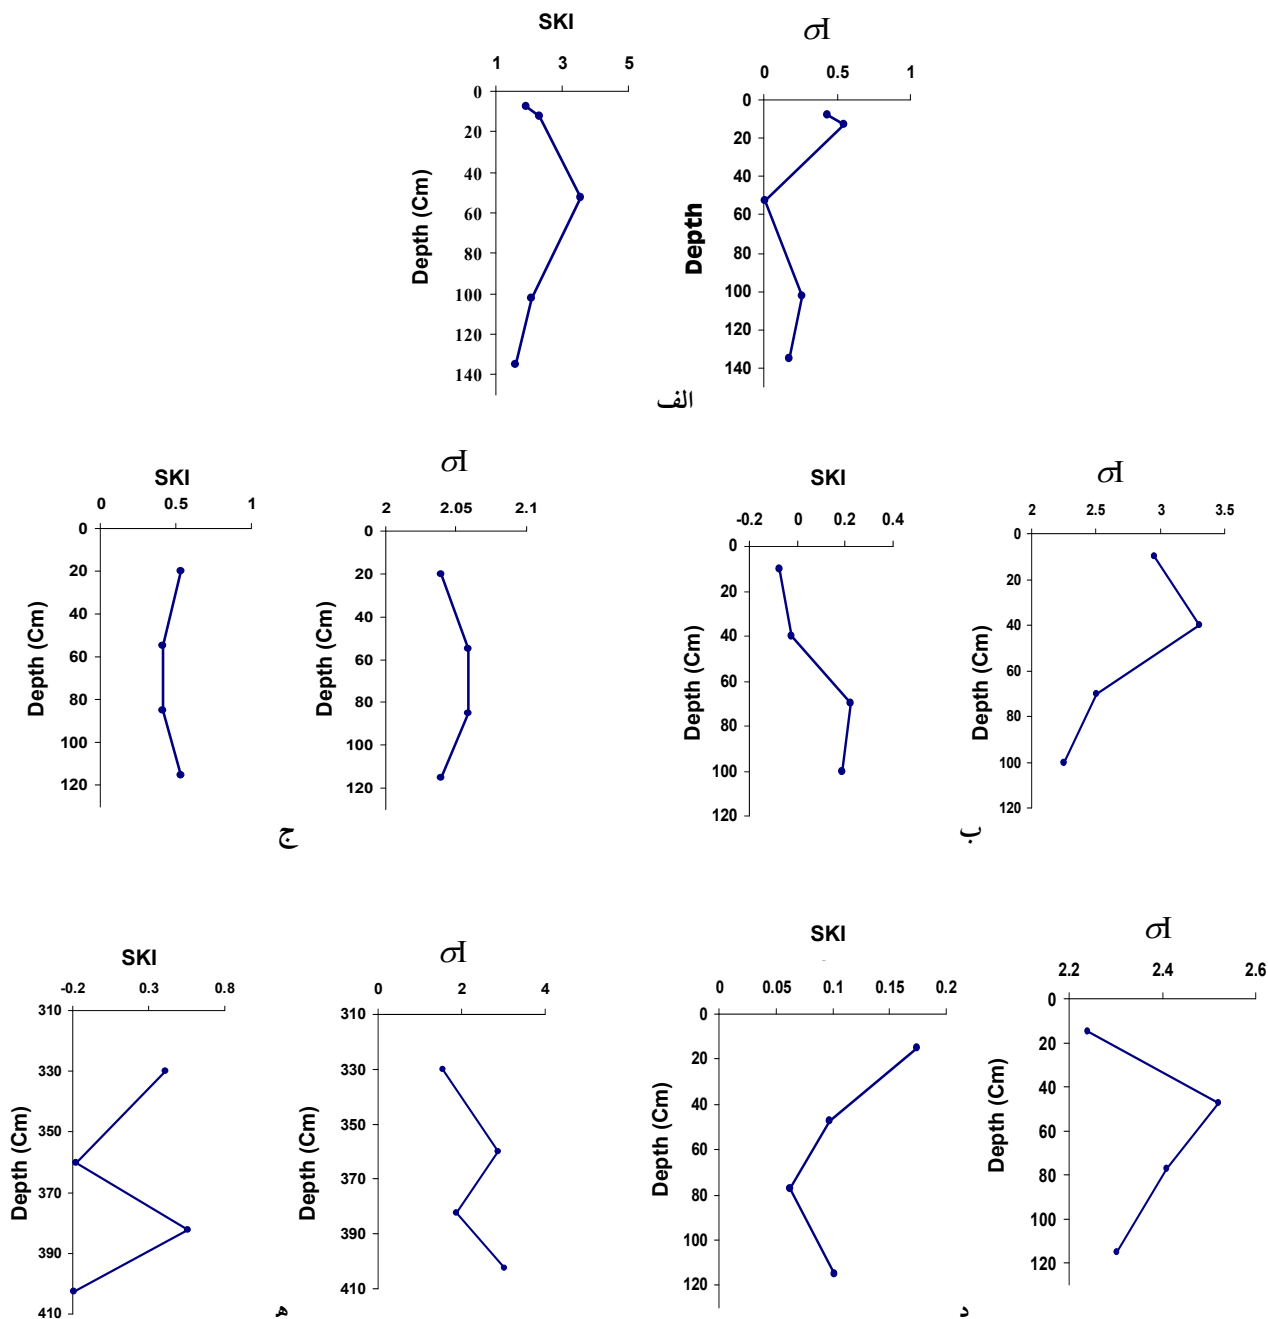 SKI
1 3 5
0
20
40
60
80
100
120
140
Depth (Cm)
σI
0 0.5 1
0
20
40
60
80
100
120
140
Depth
الف
SKI
0 0.5 1
0
20
40
60
80
100
120
Depth (Cm)
σI
2 2.05 2.1
0
20
40
60
80
100
120
Depth (Cm)
ج
SKI
-0.2 0 0.2 0.4
0
20
40
60
80
100
120
Depth (Cm)
σI
2 2.5 3 3.5
0
20
40
60
80
100
120
Depth (Cm)
ب
SKI
-0.2 0.3 0.8
310
330
350
370
390
410
Depth (Cm)
σI
0 2 4
310
330
350
370
390
410
Depth (Cm)
ه
SKI
0 0.05 0.1 0.15 0.2
0
20
40
60
80
100
120
Depth (Cm)
σI
2.2 2.4 2.6
0
20
40
60
80
100
120
Depth (Cm)
د